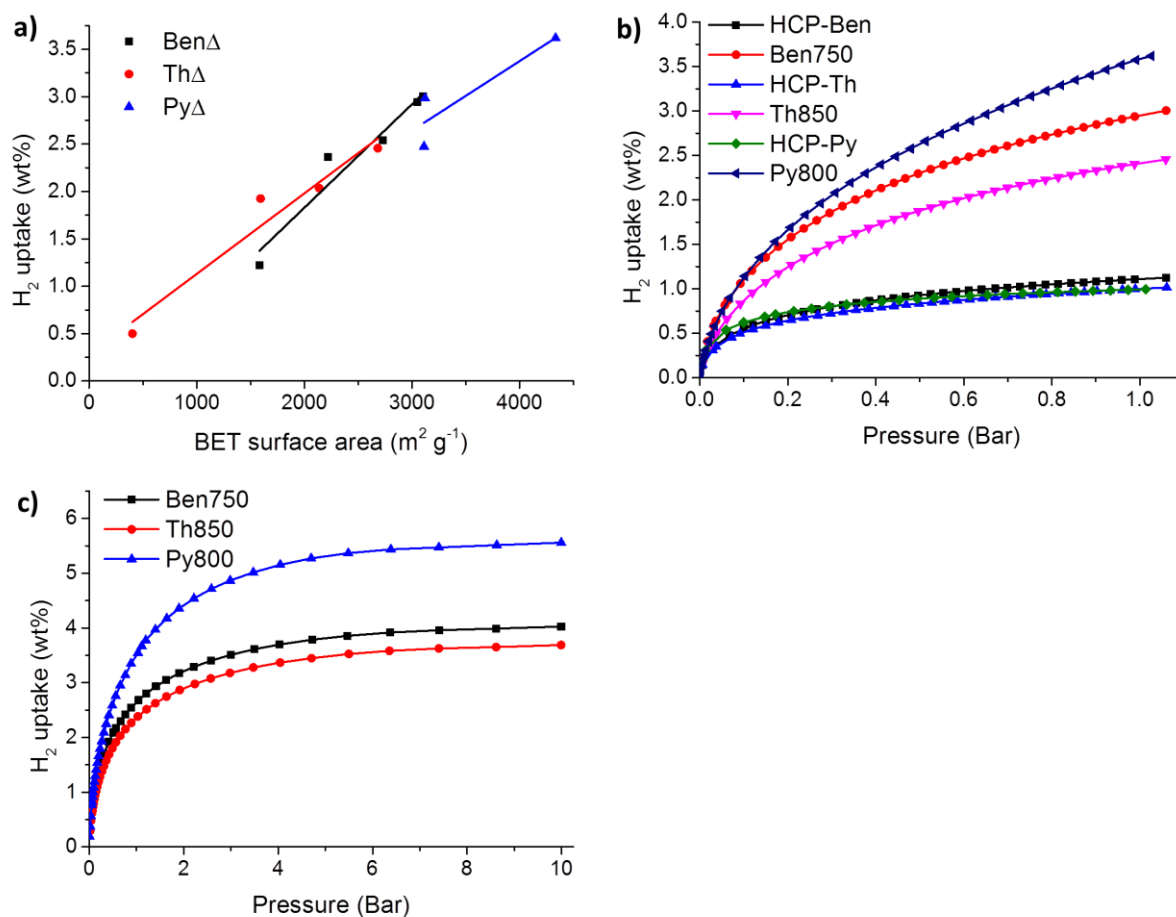 a)
BenΔ
ThΔ
PyΔ
3.5
3.0
2.5
2.0
1.5
1.0
0.5
0.0
H₂ uptake (wt%)
0 1000 2000 3000 4000
BET surface area (m² g⁻¹)
b)
HCP-Ben
Ben750
HCP-Th
Th850
HCP-Py
Py800
4.0
3.5
3.0
2.5
2.0
1.5
1.0
0.5
0.0
H₂ uptake (wt%)
0.0 0.2 0.4 0.6 0.8 1.0
Pressure (Bar)
c)
Ben750
Th850
Py800
6
5
4
3
2
1
0
H₂ uptake (wt%)
0 2 4 6 8 10
Pressure (Bar)